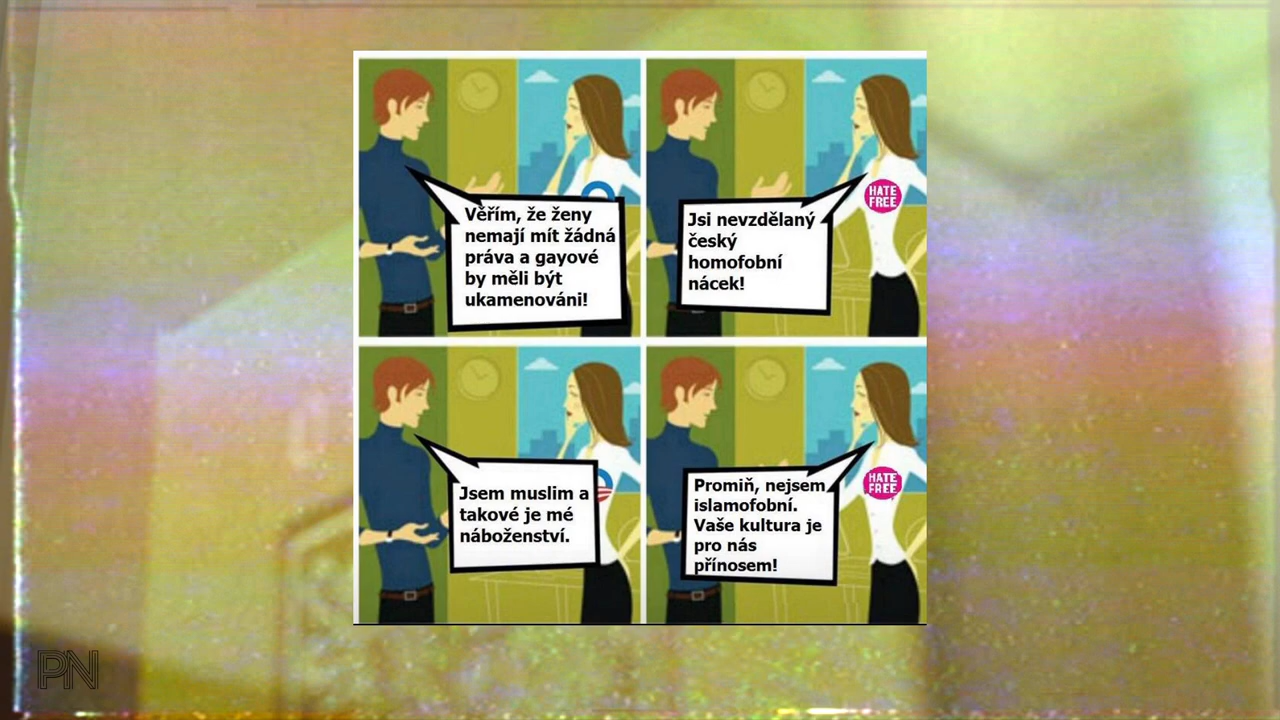 Věřím, že ženy
nemají mít žádná
práva a gayové
by měli být
ukamenováni!
Jsi nevzdělaný
český
homofobní
nácek!
HATE
FREE
Jsem muslim a
takové je mé
náboženství.
Promiň, nejsem
islamofobní.
Vaše kultura je
pro nás
přínosem!
HATE
FREE
PN